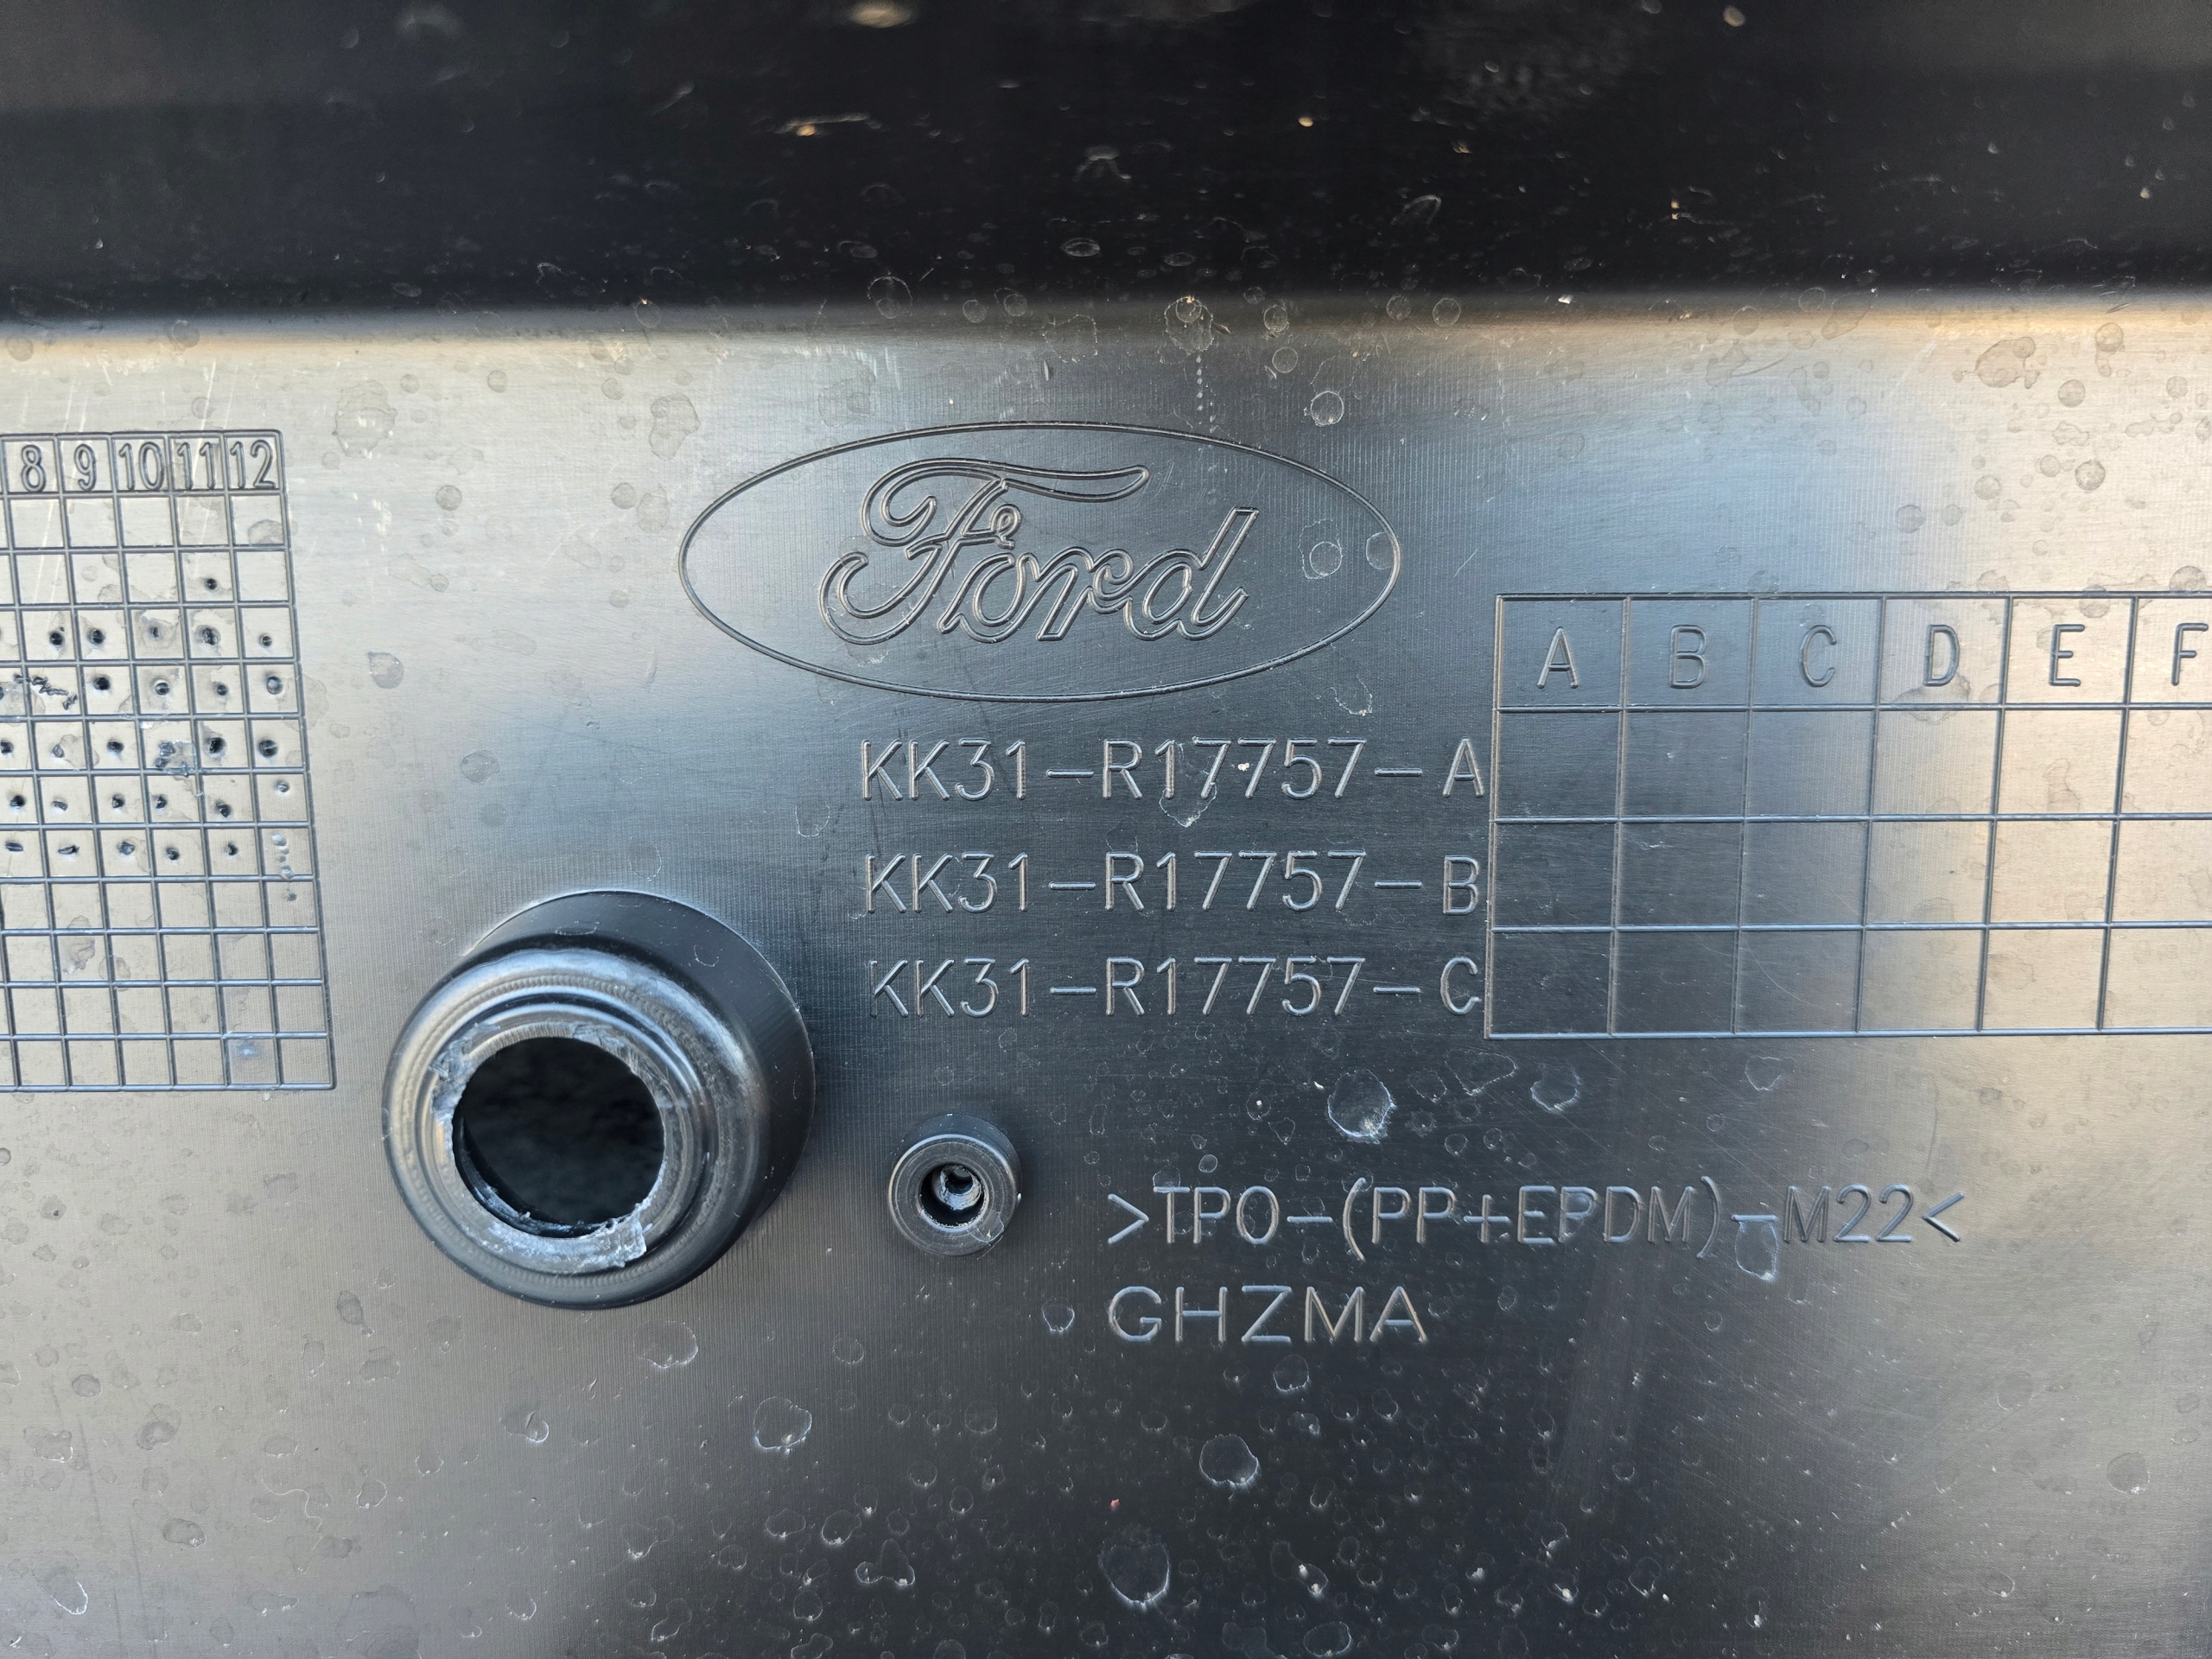 8 9 10 11 12
Ford
A B C D E F
KK31-R17757-A
KK31-R17757-B
KK31-R17757-C
>TPO-(PP+EPDM)-M22<
GHZMA